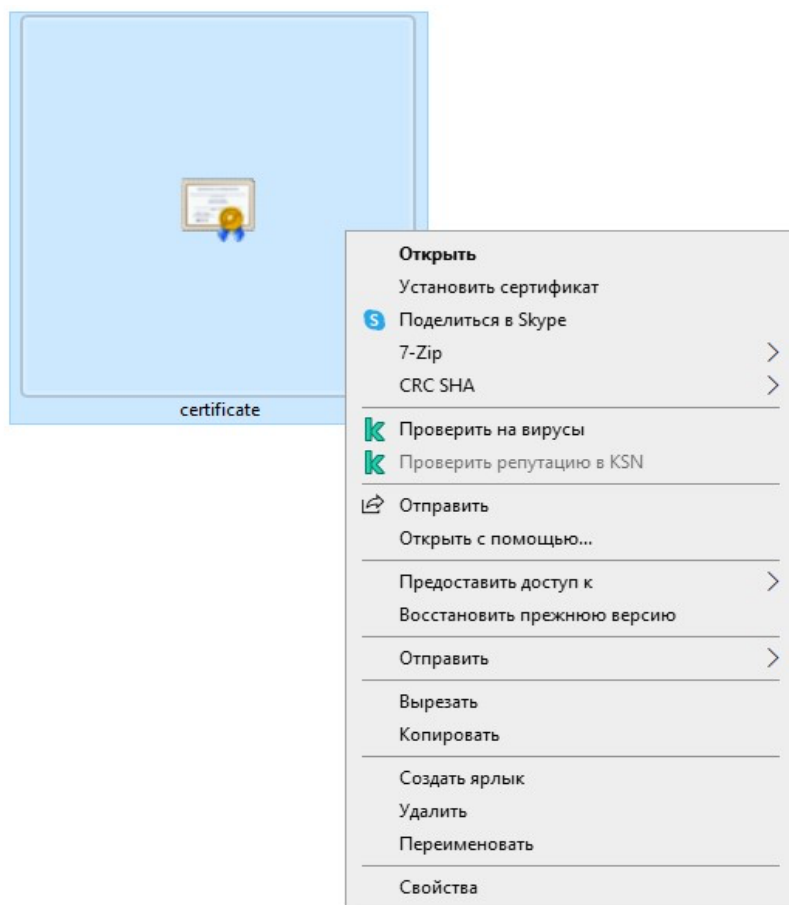 certificate
Открыть
Установить сертификат
Поделиться в Skype
7-Zip
CRC SHA
Проверить на вирусы
Проверить репутацию в KSN
Отправить
Открыть с помощью...
Предоставить доступ к
Восстановить прежнюю версию
Отправить
Вырезать
Копировать
Создать ярлык
Удалить
Переименовать
Свойства